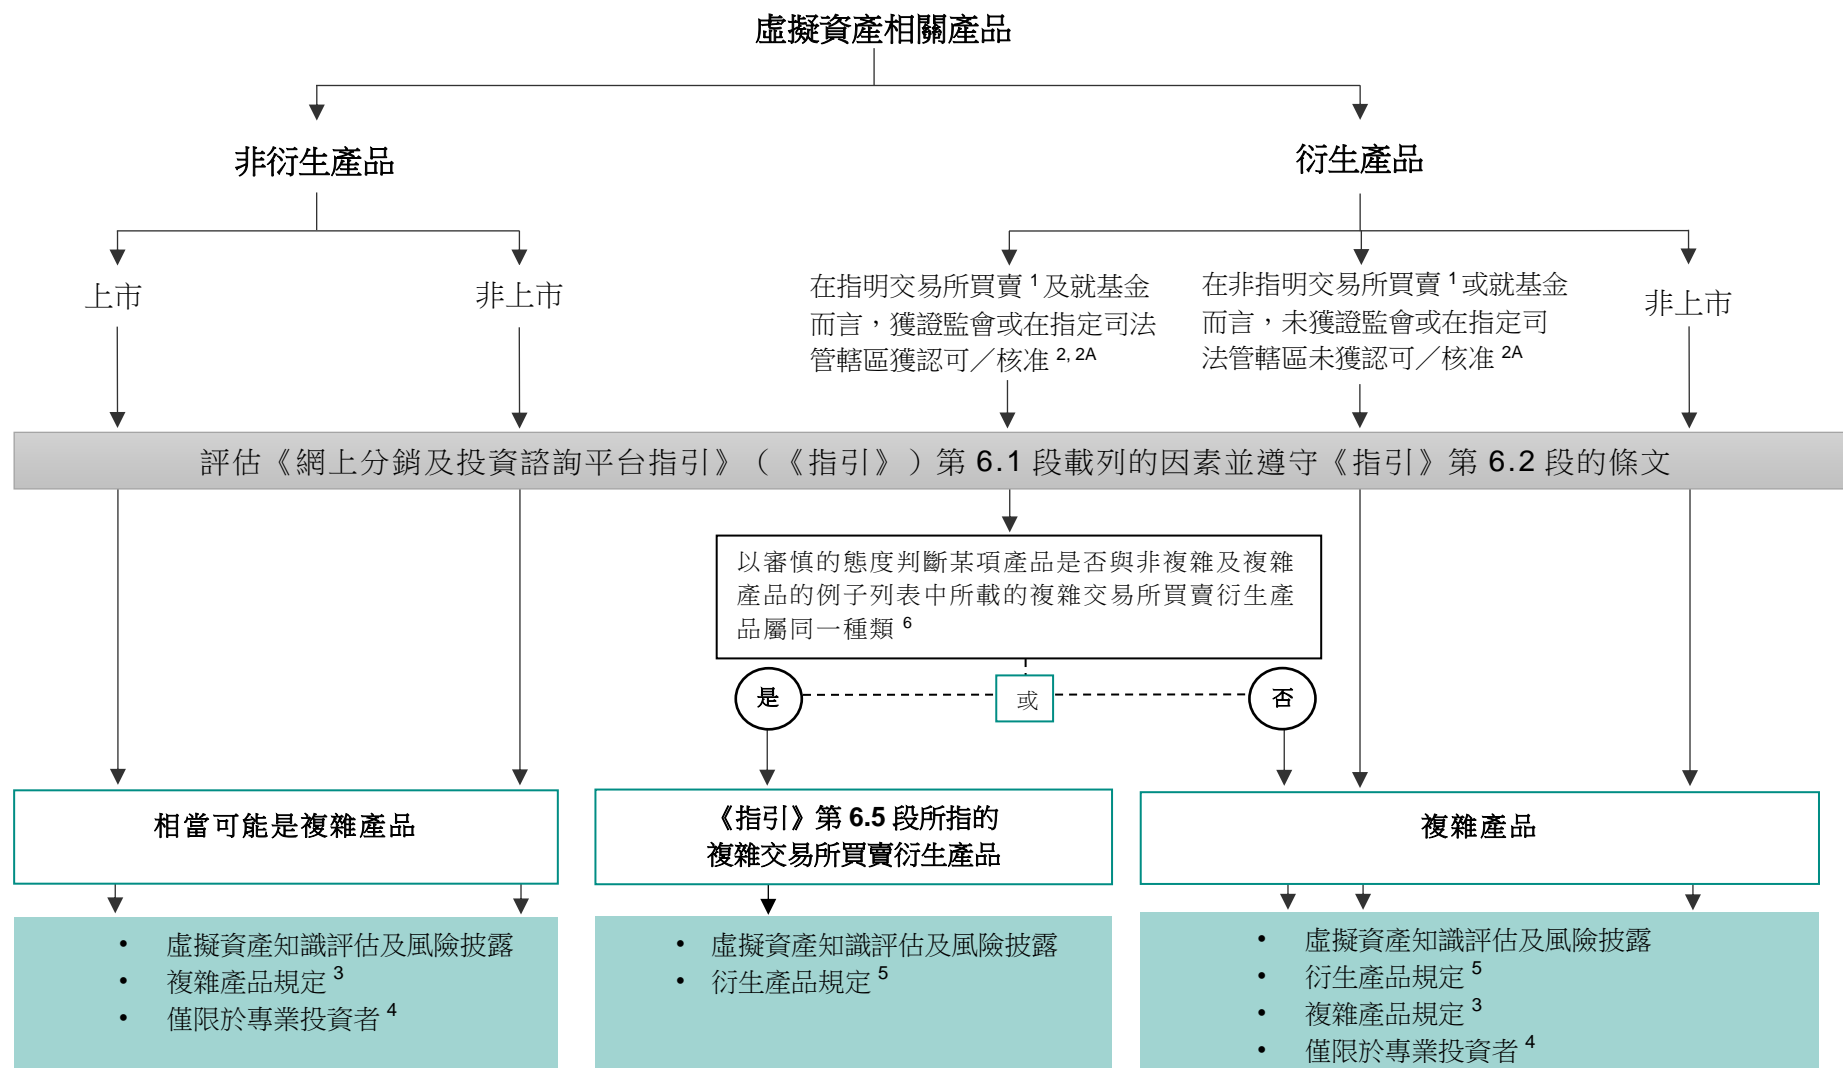 虛擬資產相關產品
非衍生產品
衍生產品
上市
非上市
在指明交易所買賣 1 及就基金
而言，獲證監會或在指定司法
管轄區獲認可／核准 2, 2A
在非指明交易所買賣 1 或就基金
而言，未獲證監會或在指定司
法管轄區未獲認可／核准 2A
非上市
評估《網上分銷及投資諮詢平台指引》（《指引》）第 6.1 段載列的因素並遵守《指引》第 6.2 段的條文
以審慎的態度判斷某項產品是否與非複雜及複雜
產品的例子列表中所載的複雜交易所買賣衍生產
品屬同一種類 6
是
或
否
相當可能是複雜產品
《指引》第 6.5 段所指的
複雜交易所買賣衍生產品
複雜產品
• 虛擬資產知識評估及風險披露
• 複雜產品規定 3
• 僅限於專業投資者 4
• 虛擬資產知識評估及風險披露
• 衍生產品規定 5
• 虛擬資產知識評估及風險披露
• 衍生產品規定 5
• 複雜產品規定 3
• 僅限於專業投資者 4